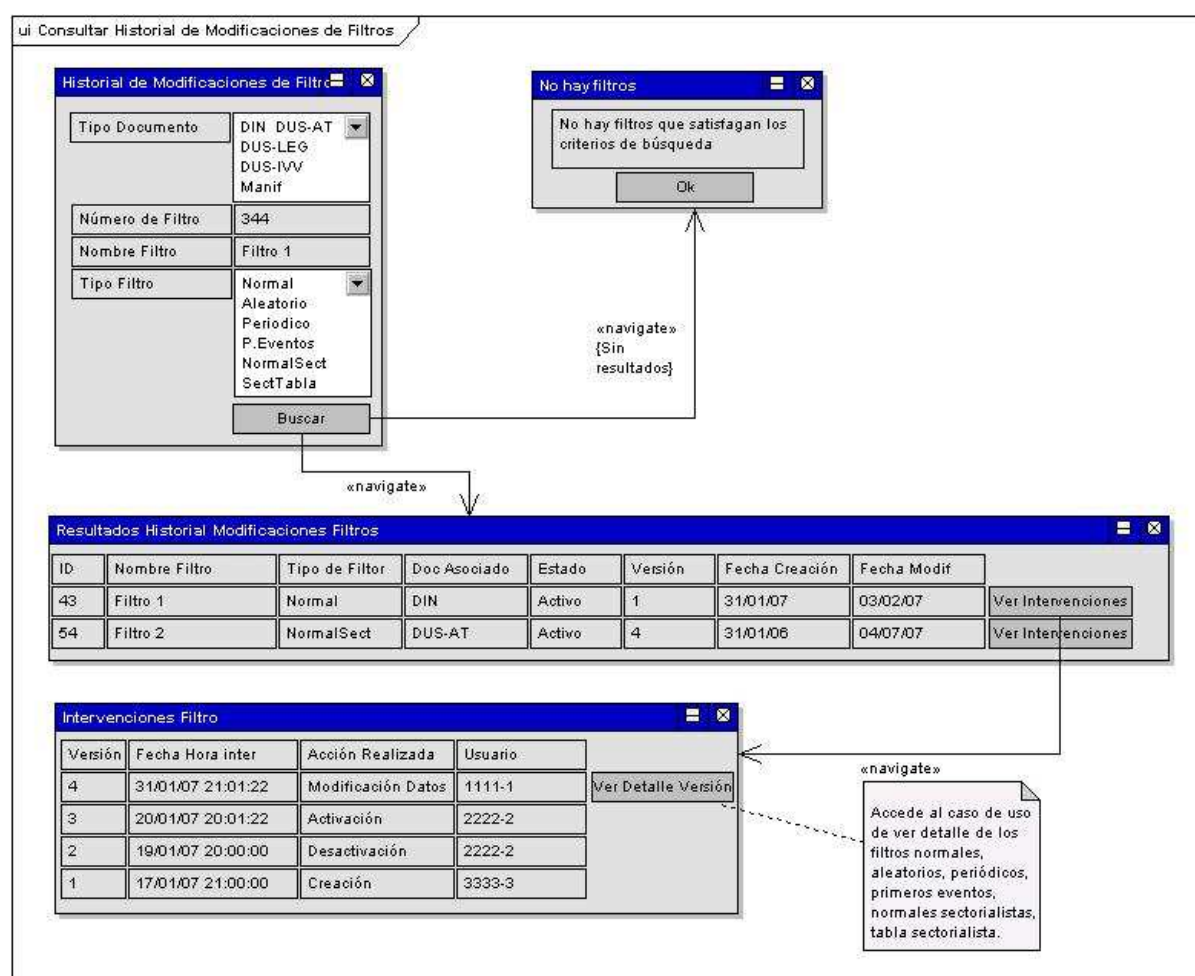 ui Consultar Historial de Modificaciones de Filtros
Historial de Modificaciones de Filtro
Tipo Documento
DIN DUS-AT
DUS-LEG
DUS-IVV
Manif
Número de Filtro
344
Nombre Filtro
Filtro 1
Tipo Filtro
Normal
Aleatorio
Periodico
P.Eventos
NormalSect
SectTabla
Buscar
No hay filtros
No hay filtros que satisfagan los
criterios de búsqueda
Ok
«navigate»
{Sin
resultados}
«navigate»
Resultados Historial Modificaciones Filtros
ID Nombre Filtro Tipo de Filtor Doc Asociado Estado Versión Fecha Creación Fecha Modif
43 Filtro 1 Normal DIN Activo 1 31/01/07 03/02/07 Ver Intervenciones
54 Filtro 2 NormalSect DUS-AT Activo 4 31/01/06 04/07/07 Ver Intervenciones
Intervenciones Filtro
Versión Fecha Hora inter Acción Realizada Usuario
4 31/01/07 21:01:22 Modificación Datos 1111-1 Ver Detalle Versión
3 20/01/07 20:01:22 Activación 2222-2
2 19/01/07 20:00:00 Desactivación 2222-2
1 17/01/07 21:00:00 Creación 3333-3
«navigate»
Accede al caso de uso
de ver detalle de los
filtros normales,
aleatorios, periódicos,
primeros eventos,
normales sectorialistas,
tabla sectorialista.